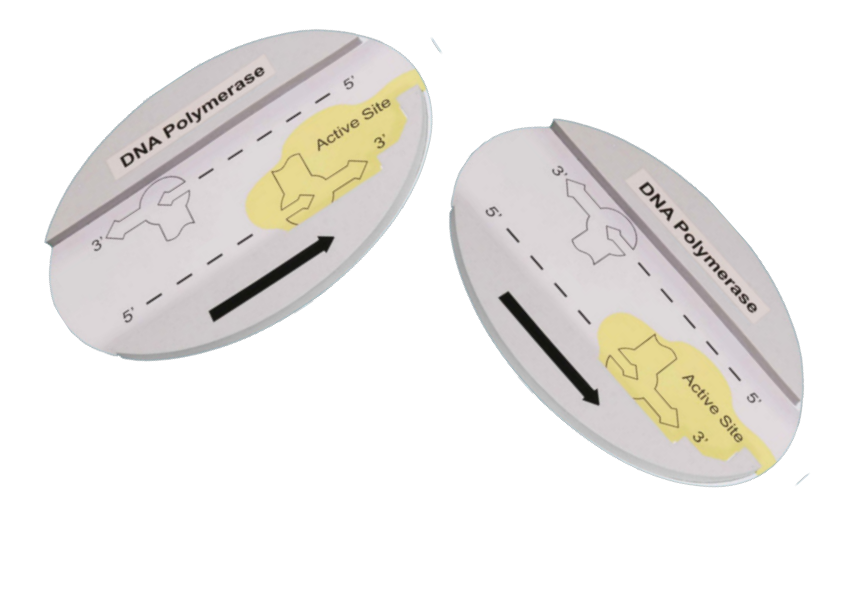 DNA Polymerase
5'
Active Site
3'
3'
5'
3'
5'
DNA Polymerase
5'
Active Site
3'